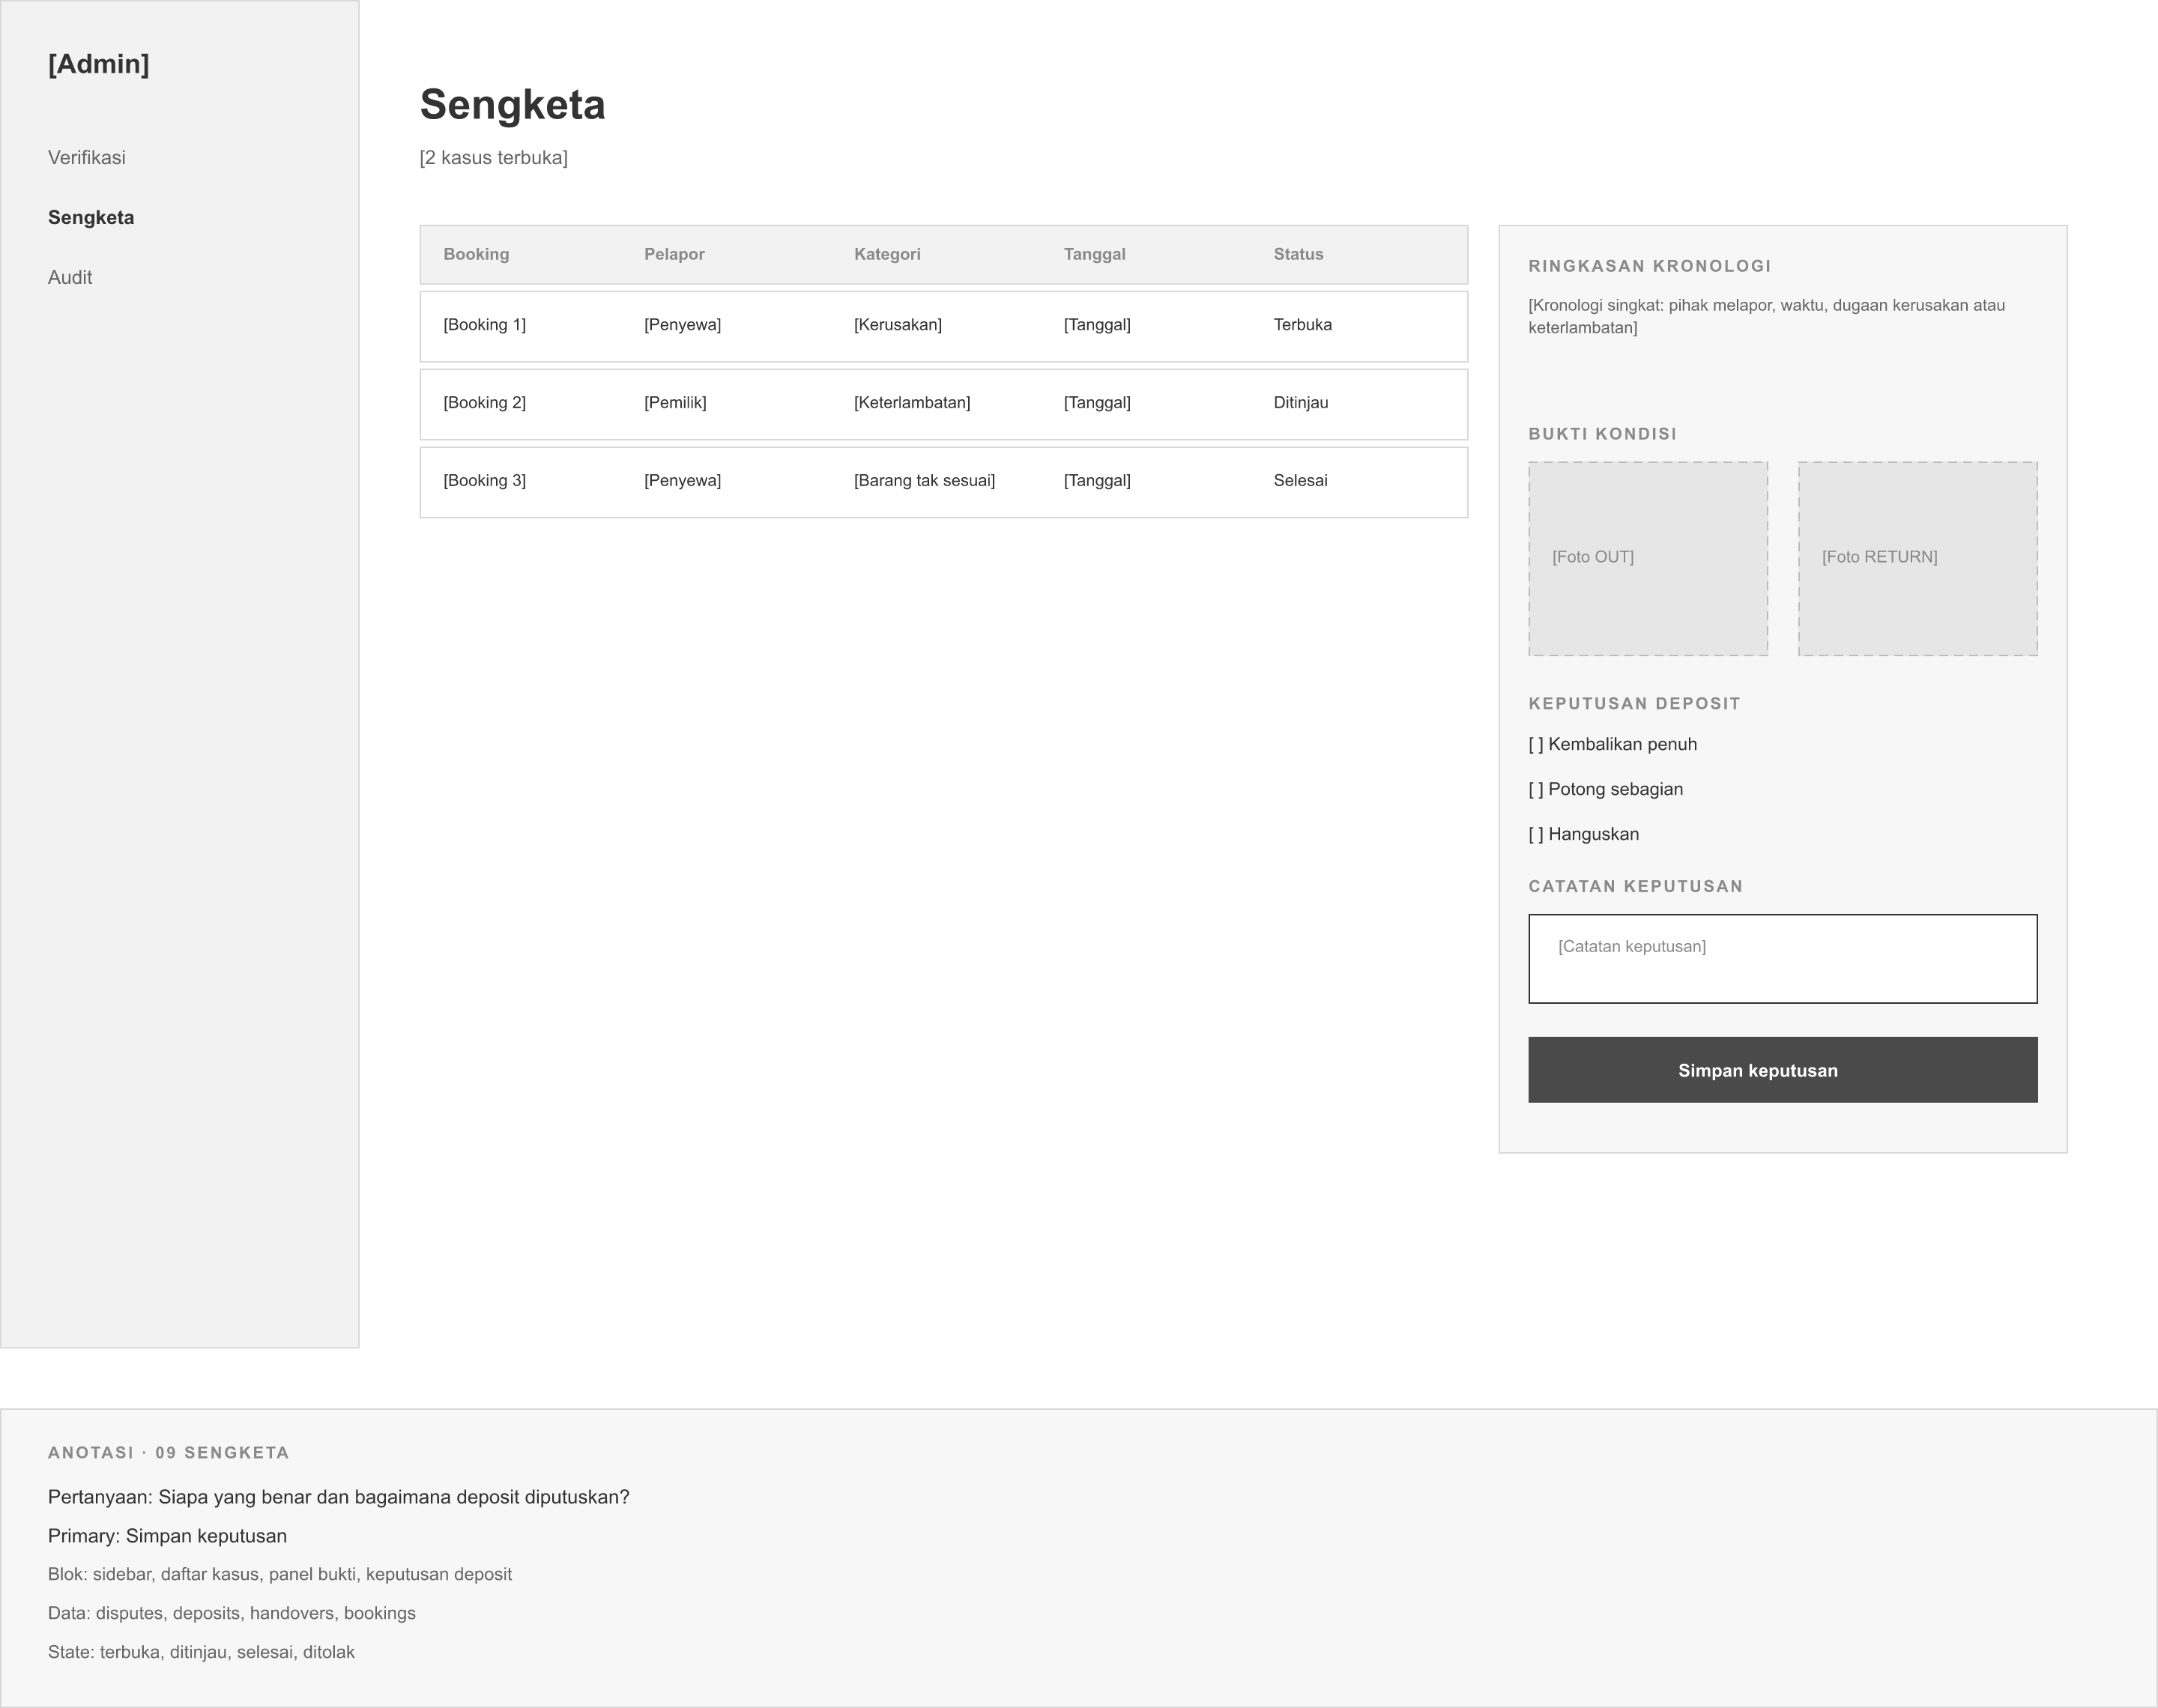 [Admin]
Verifikasi
Sengketa
Audit
Sengketa
[2 kasus terbuka]
Booking Pelapor Kategori Tanggal Status
[Booking 1] [Penyewa] [Kerusakan] [Tanggal] Terbuka
[Booking 2] [Pemilik] [Keterlambatan] [Tanggal] Ditinjau
[Booking 3] [Penyewa] [Barang tak sesuai] [Tanggal] Selesai
RINGKASAN KRONOLOGI
[Kronologi singkat: pihak melapor, waktu, dugaan kerusakan atau
keterlambatan]
BUKTI KONDISI
[Foto OUT] [Foto RETURN]
KEPUTUSAN DEPOSIT
[ ] Kembalikan penuh
[ ] Potong sebagian
[ ] Hanguskan
CATATAN KEPUTUSAN
[Catatan keputusan]
Simpan keputusan
ANOTASI · 09 SENGKETA
Pertanyaan: Siapa yang benar dan bagaimana deposit diputuskan?
Primary: Simpan keputusan
Blok: sidebar, daftar kasus, panel bukti, keputusan deposit
Data: disputes, deposits, handovers, bookings
State: terbuka, ditinjau, selesai, ditolak